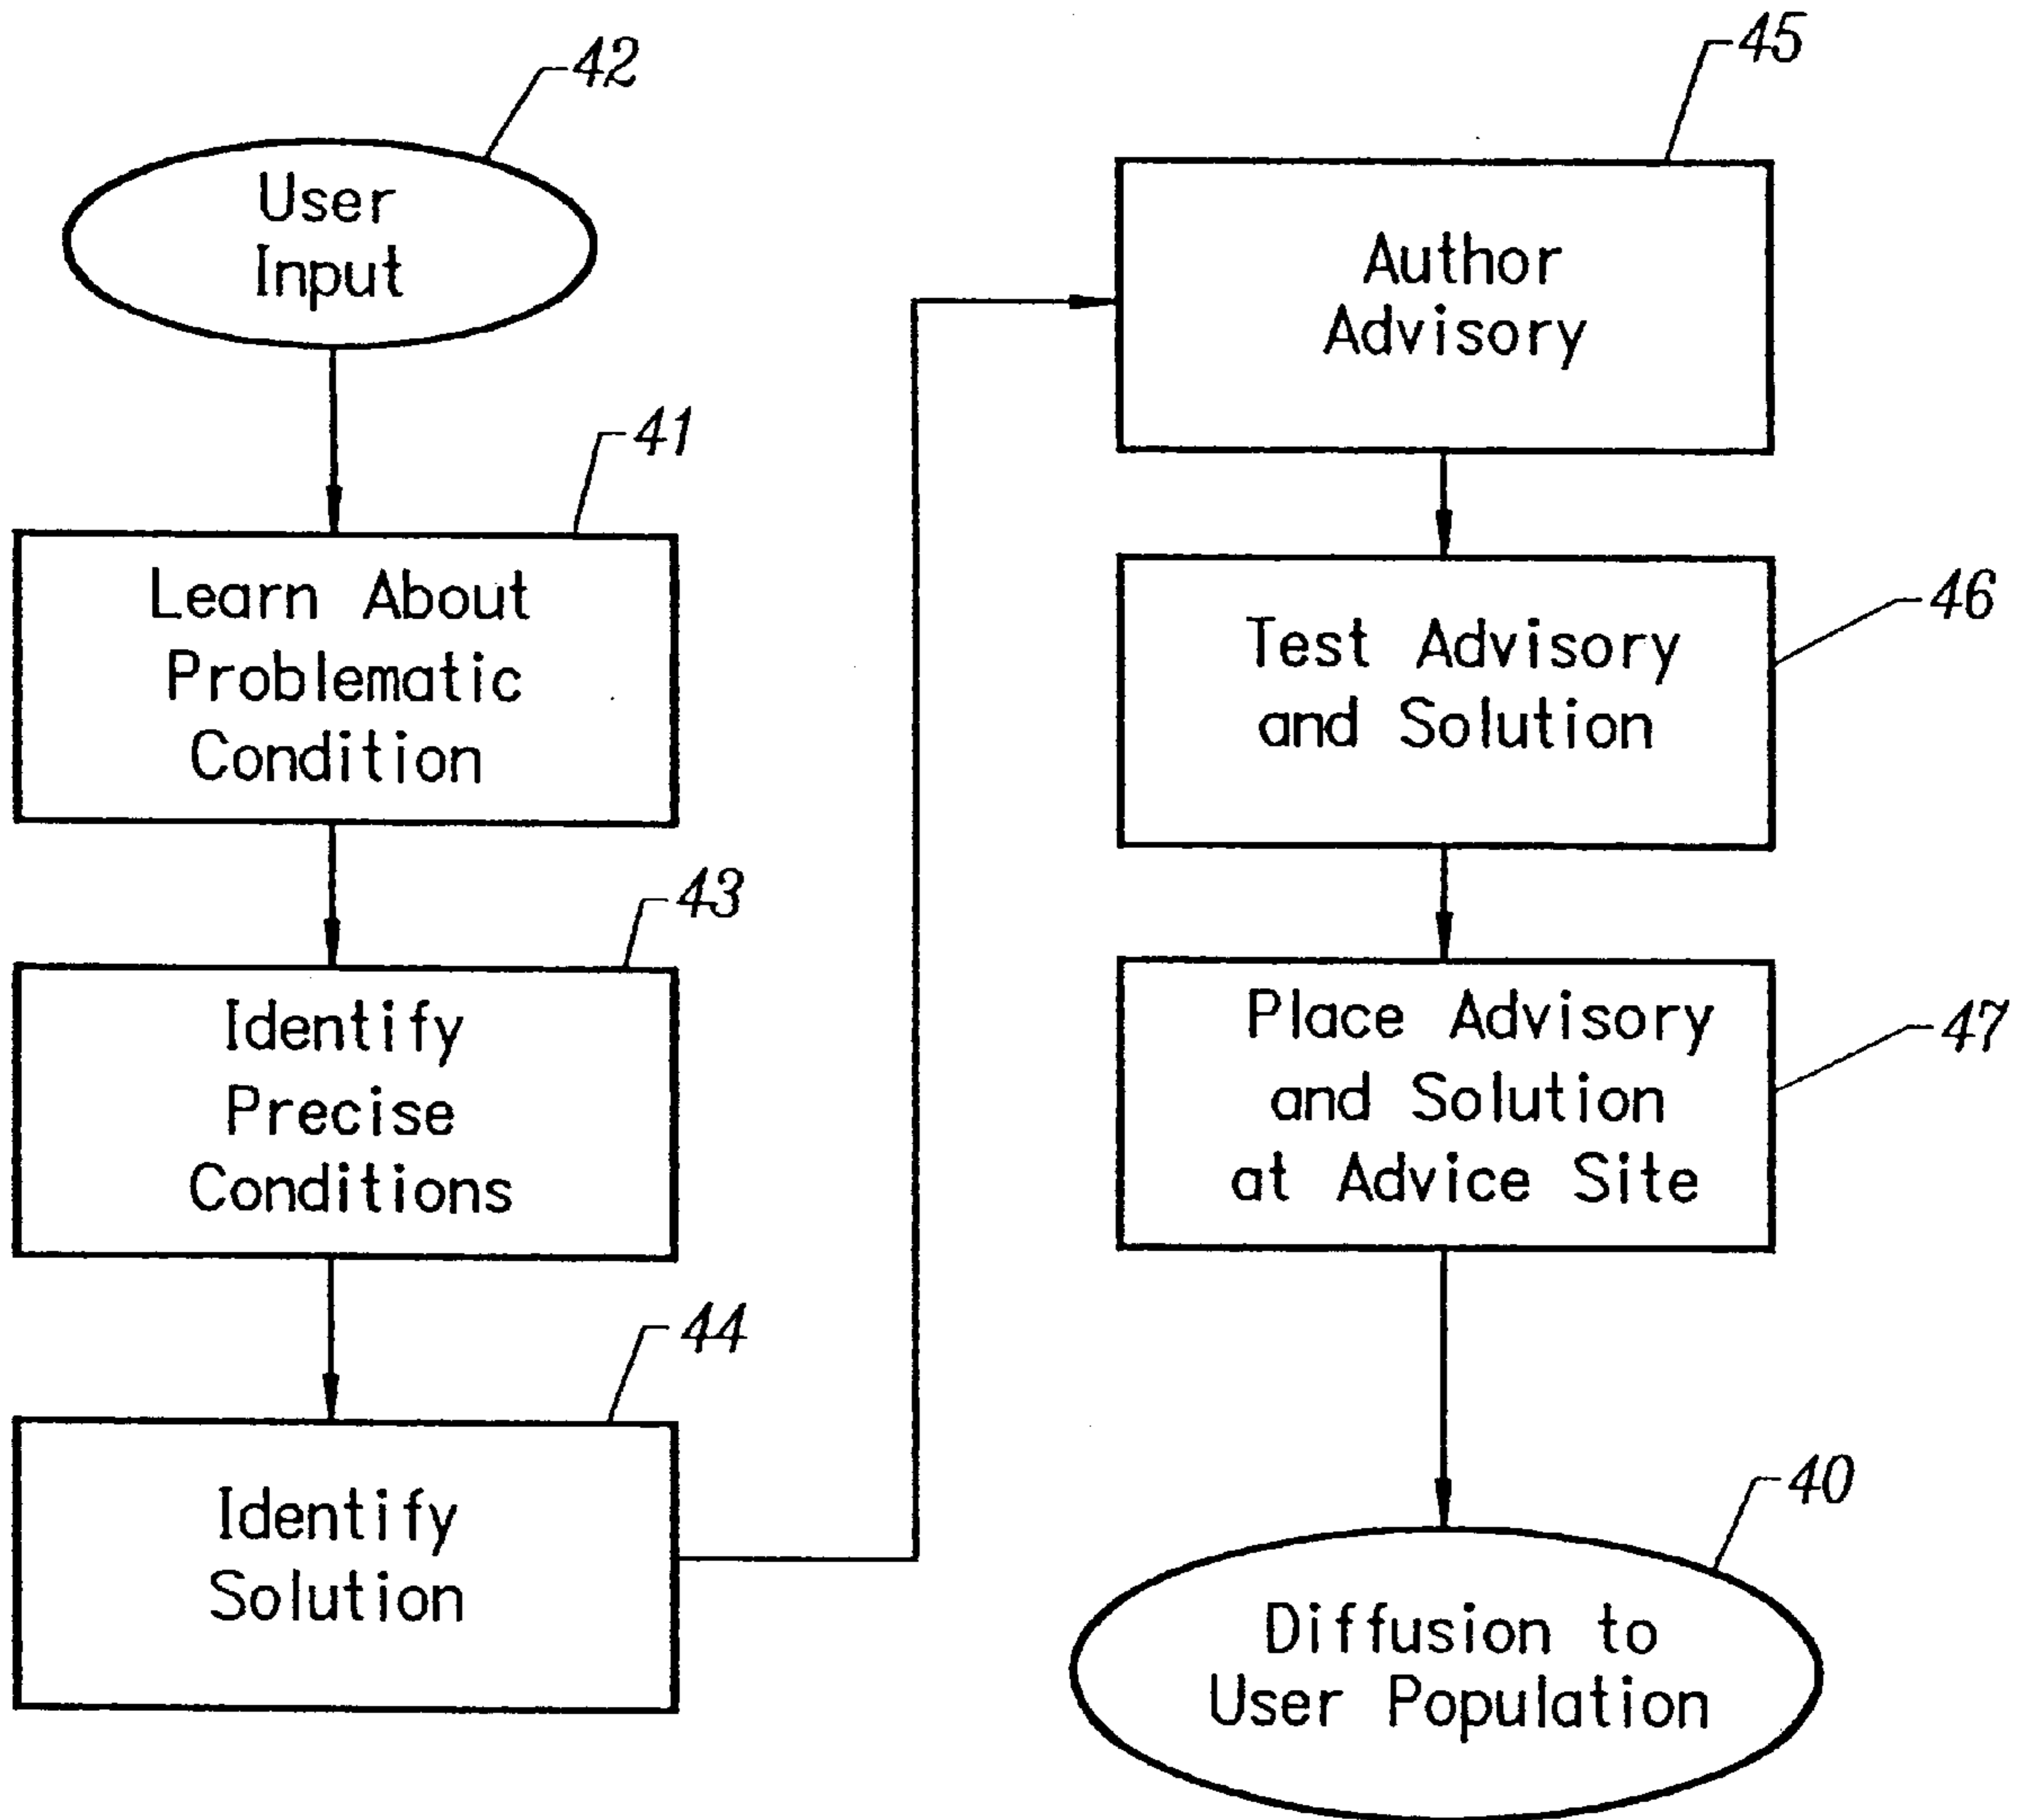 42
User
Input
41
Learn About
Problematic
Condition
43
Identify
Precise
Conditions
44
Identify
Solution
45
Author
Advisory
46
Test Advisory
and Solution
47
Place Advisory
and Solution
at Advice Site
40
Diffusion to
User Population